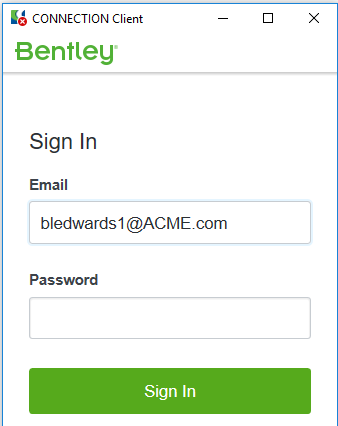 CONNECTION Client
Bentley®
Sign In
Email
bledwards1@ACME.com
Password
Sign In